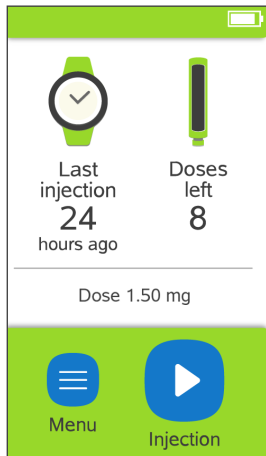 Last
injection
24
hours ago
Doses
left
8
Dose 1.50 mg
Menu
Injection